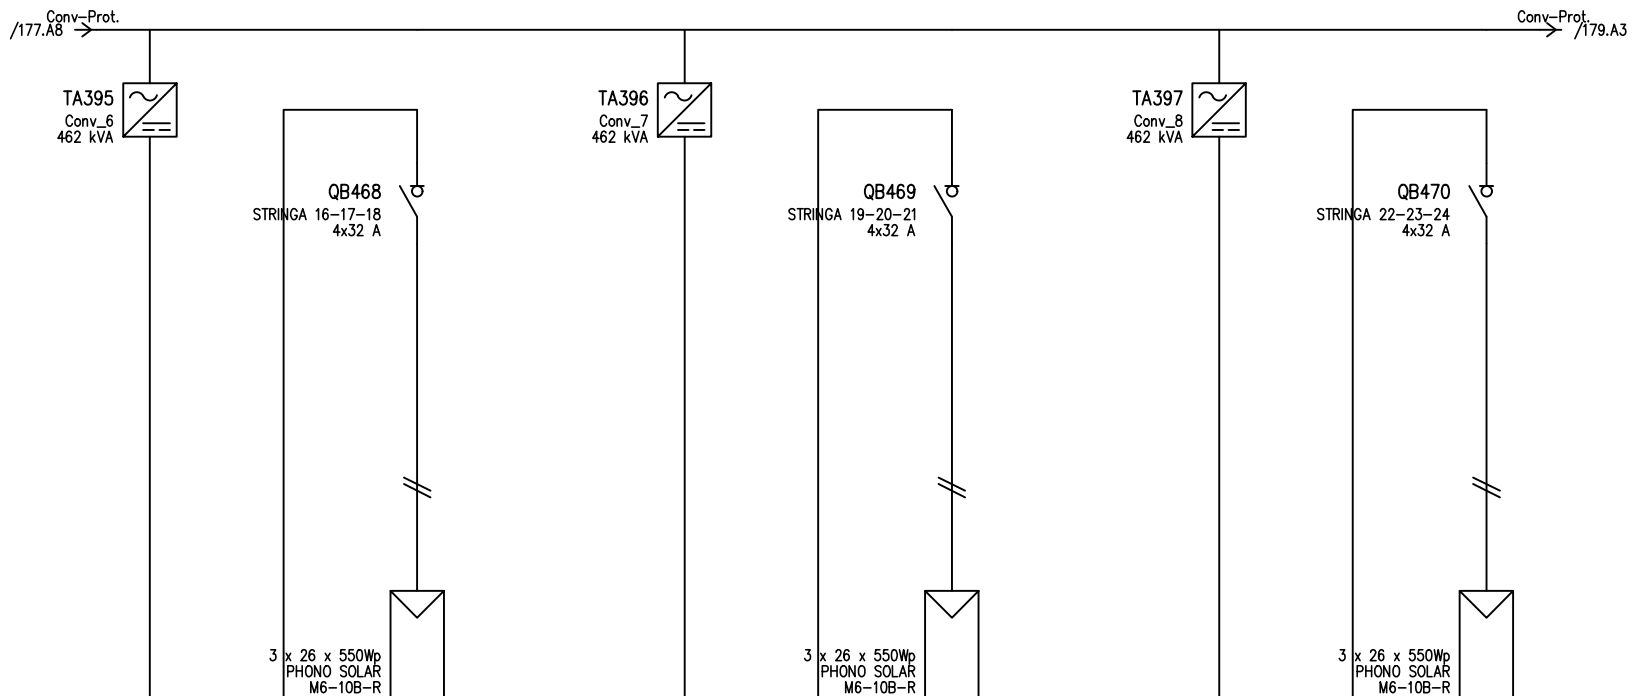 Conv-Prot.
/177.A8
Conv-Prot.
/179.A3
TA395
Conv_6
462 kVA
TA396
Conv_7
462 kVA
TA397
Conv_8
462 kVA
QB468
STRINGA 16-17-18
4x32 A
QB469
STRINGA 19-20-21
4x32 A
QB470
STRINGA 22-23-24
4x32 A
3 x 26 x 550Wp
PHONO SOLAR
M6-10B-R
3 x 26 x 550Wp
PHONO SOLAR
M6-10B-R
3 x 26 x 550Wp
PHONO SOLAR
M6-10B-R